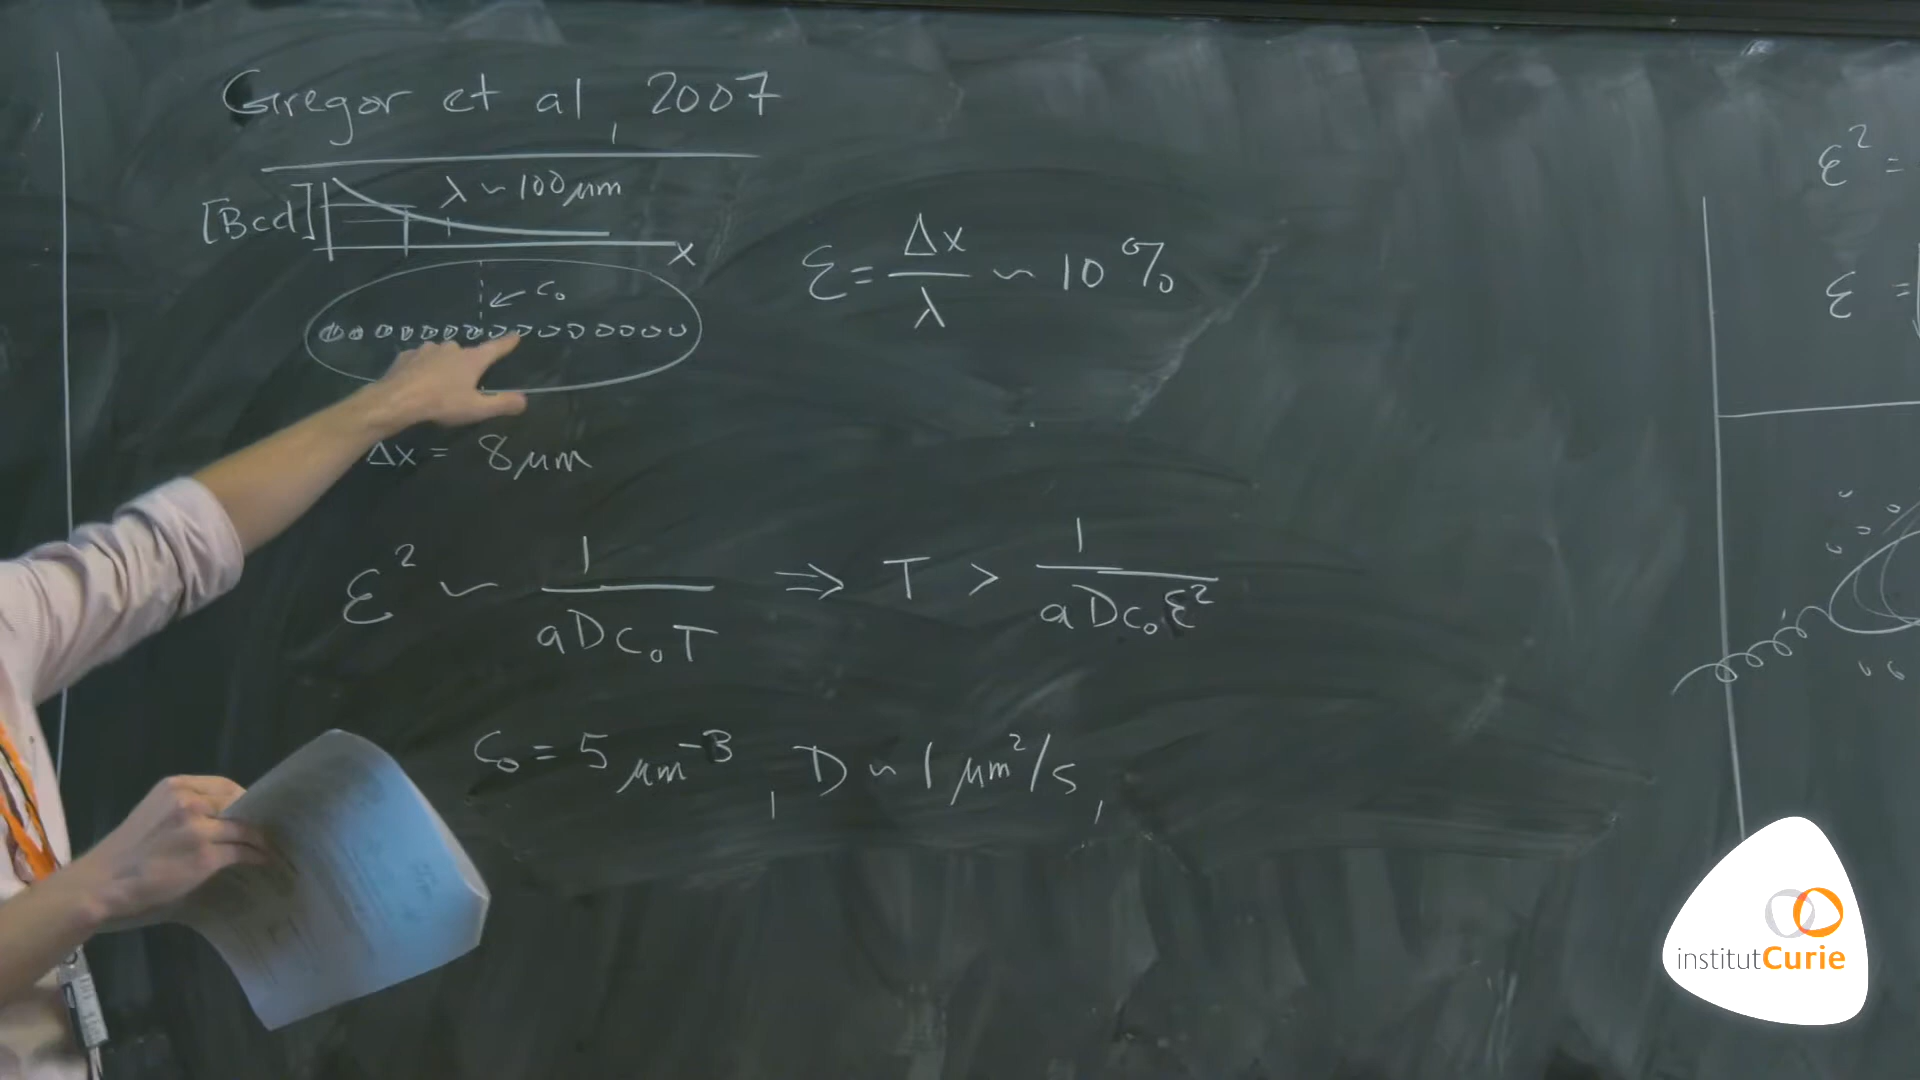 Gregor et al, 2007
λ ~ 100 μm
[Bcd]
x
c₀
Δx = 8 μm
ε = Δx / λ ~ 10 %
ε² ~ 1 / aDc₀T ⇒ T > 1 / aDc₀ε²
c₀ = 5 μm⁻³, D ~ 1 μm²/s,
ε² =
ε =
institutCurie